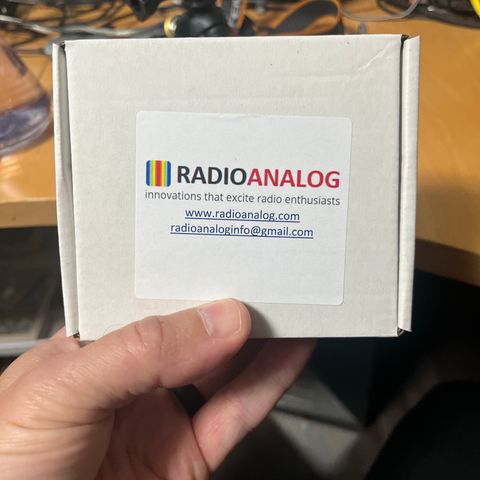 RADIOANALOG
innovations that excite radio enthusiasts
www.radioanalog.com
radioanaloginfo@gmail.com